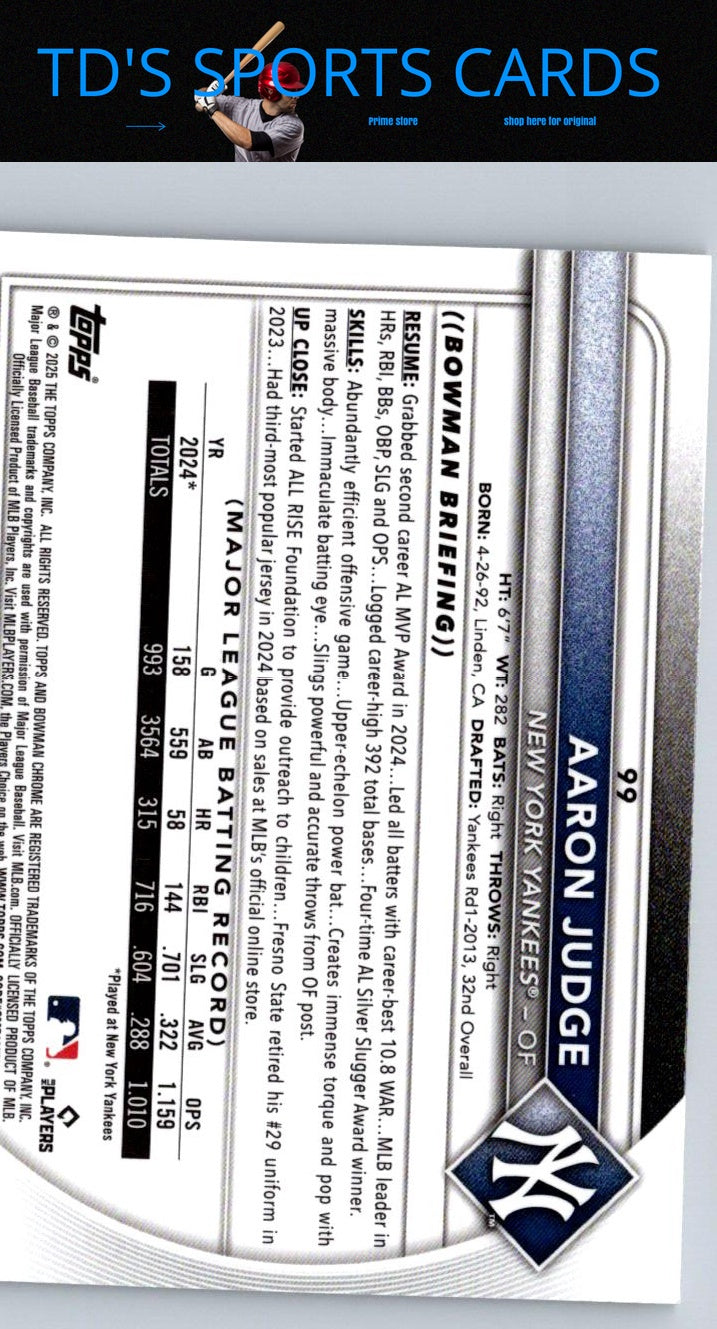 TD'S SPORTS CARDS
Prime store
shop here for original
99
AARON JUDGE
NEW YORK YANKEES® – OF
HT: 6'7" WT: 282 BATS: Right THROWS: Right
BORN: 4-26-92, Linden, CA DRAFTED: Yankees Rd1-2013, 32nd Overall
((BOWMAN BRIEFING))
RESUME: Grabbed second career AL MVP Award in 2024...Led all batters with career-best 10.8 WAR...MLB leader in
HRs, RBI, BBs, OBP, SLG and OPS...Logged career-high 392 total bases...Four-time AL Silver Slugger Award winner.
SKILLS: Abundantly efficient offensive game...Upper-echelon power bat...Creates immense torque and pop with
massive body...Immaculate batting eye...Slings powerful and accurate throws from OF post.
UP CLOSE: Started ALL RISE Foundation to provide outreach to children...Fresno State retired his #29 uniform in
2023...Had third-most popular jersey in 2024 based on sales at MLB's official online store.
(MAJOR LEAGUE BATTING RECORD)
YR G AB HR RBI SLG AVG OPS
2024* 158 559 58 144 .701 .322 1.159
TOTALS 993 3564 315 716 .604 .288 1.010
*Played at New York Yankees
topps®
MLB PLAYERS
® & © 2025 THE TOPPS COMPANY, INC. ALL RIGHTS RESERVED. TOPPS AND BOWMAN CHROME ARE REGISTERED TRADEMARKS OF THE TOPPS COMPANY, INC.
Major League Baseball trademarks and copyrights are used with permission of Major League Baseball. Visit MLB.com. OFFICIALLY LICENSED PRODUCT OF MLB
Officially Licensed Product of MLB Players, Inc. Visit MLBPLAYERS.COM, the Players Choice on the web.